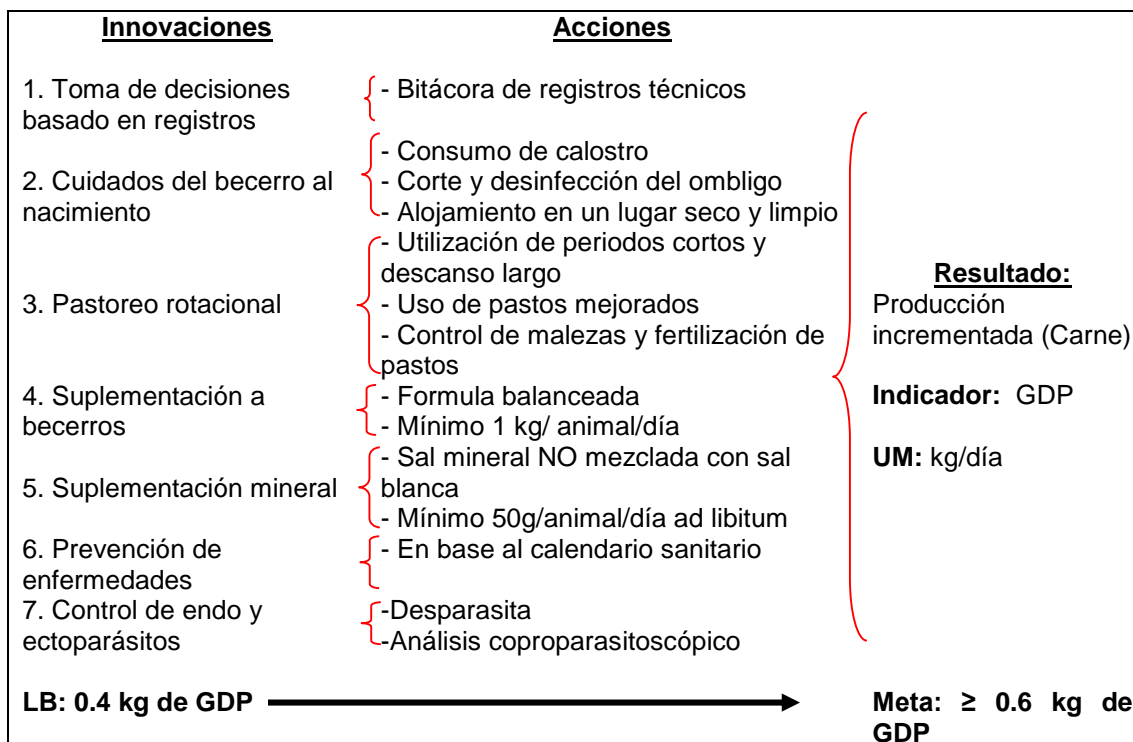 Innovaciones
Acciones
1. Toma de decisiones
basado en registros
- Bitácora de registros técnicos
2. Cuidados del becerro al
nacimiento
- Consumo de calostro
- Corte y desinfección del ombligo
- Alojamiento en un lugar seco y limpio
3. Pastoreo rotacional
- Utilización de periodos cortos y
descanso largo
- Uso de pastos mejorados
- Control de malezas y fertilización de
pastos
4. Suplementación a
becerros
- Formula balanceada
- Mínimo 1 kg/ animal/día
5. Suplementación mineral
- Sal mineral NO mezclada con sal
blanca
- Mínimo 50g/animal/día ad libitum
6. Prevención de
enfermedades
- En base al calendario sanitario
7. Control de endo y
ectoparásitos
-Desparasita
-Análisis coproparasitoscópico
Resultado:
Producción
incrementada (Carne)
Indicador: GDP
UM: kg/día
LB: 0.4 kg de GDP
Meta: ≥ 0.6 kg de
GDP